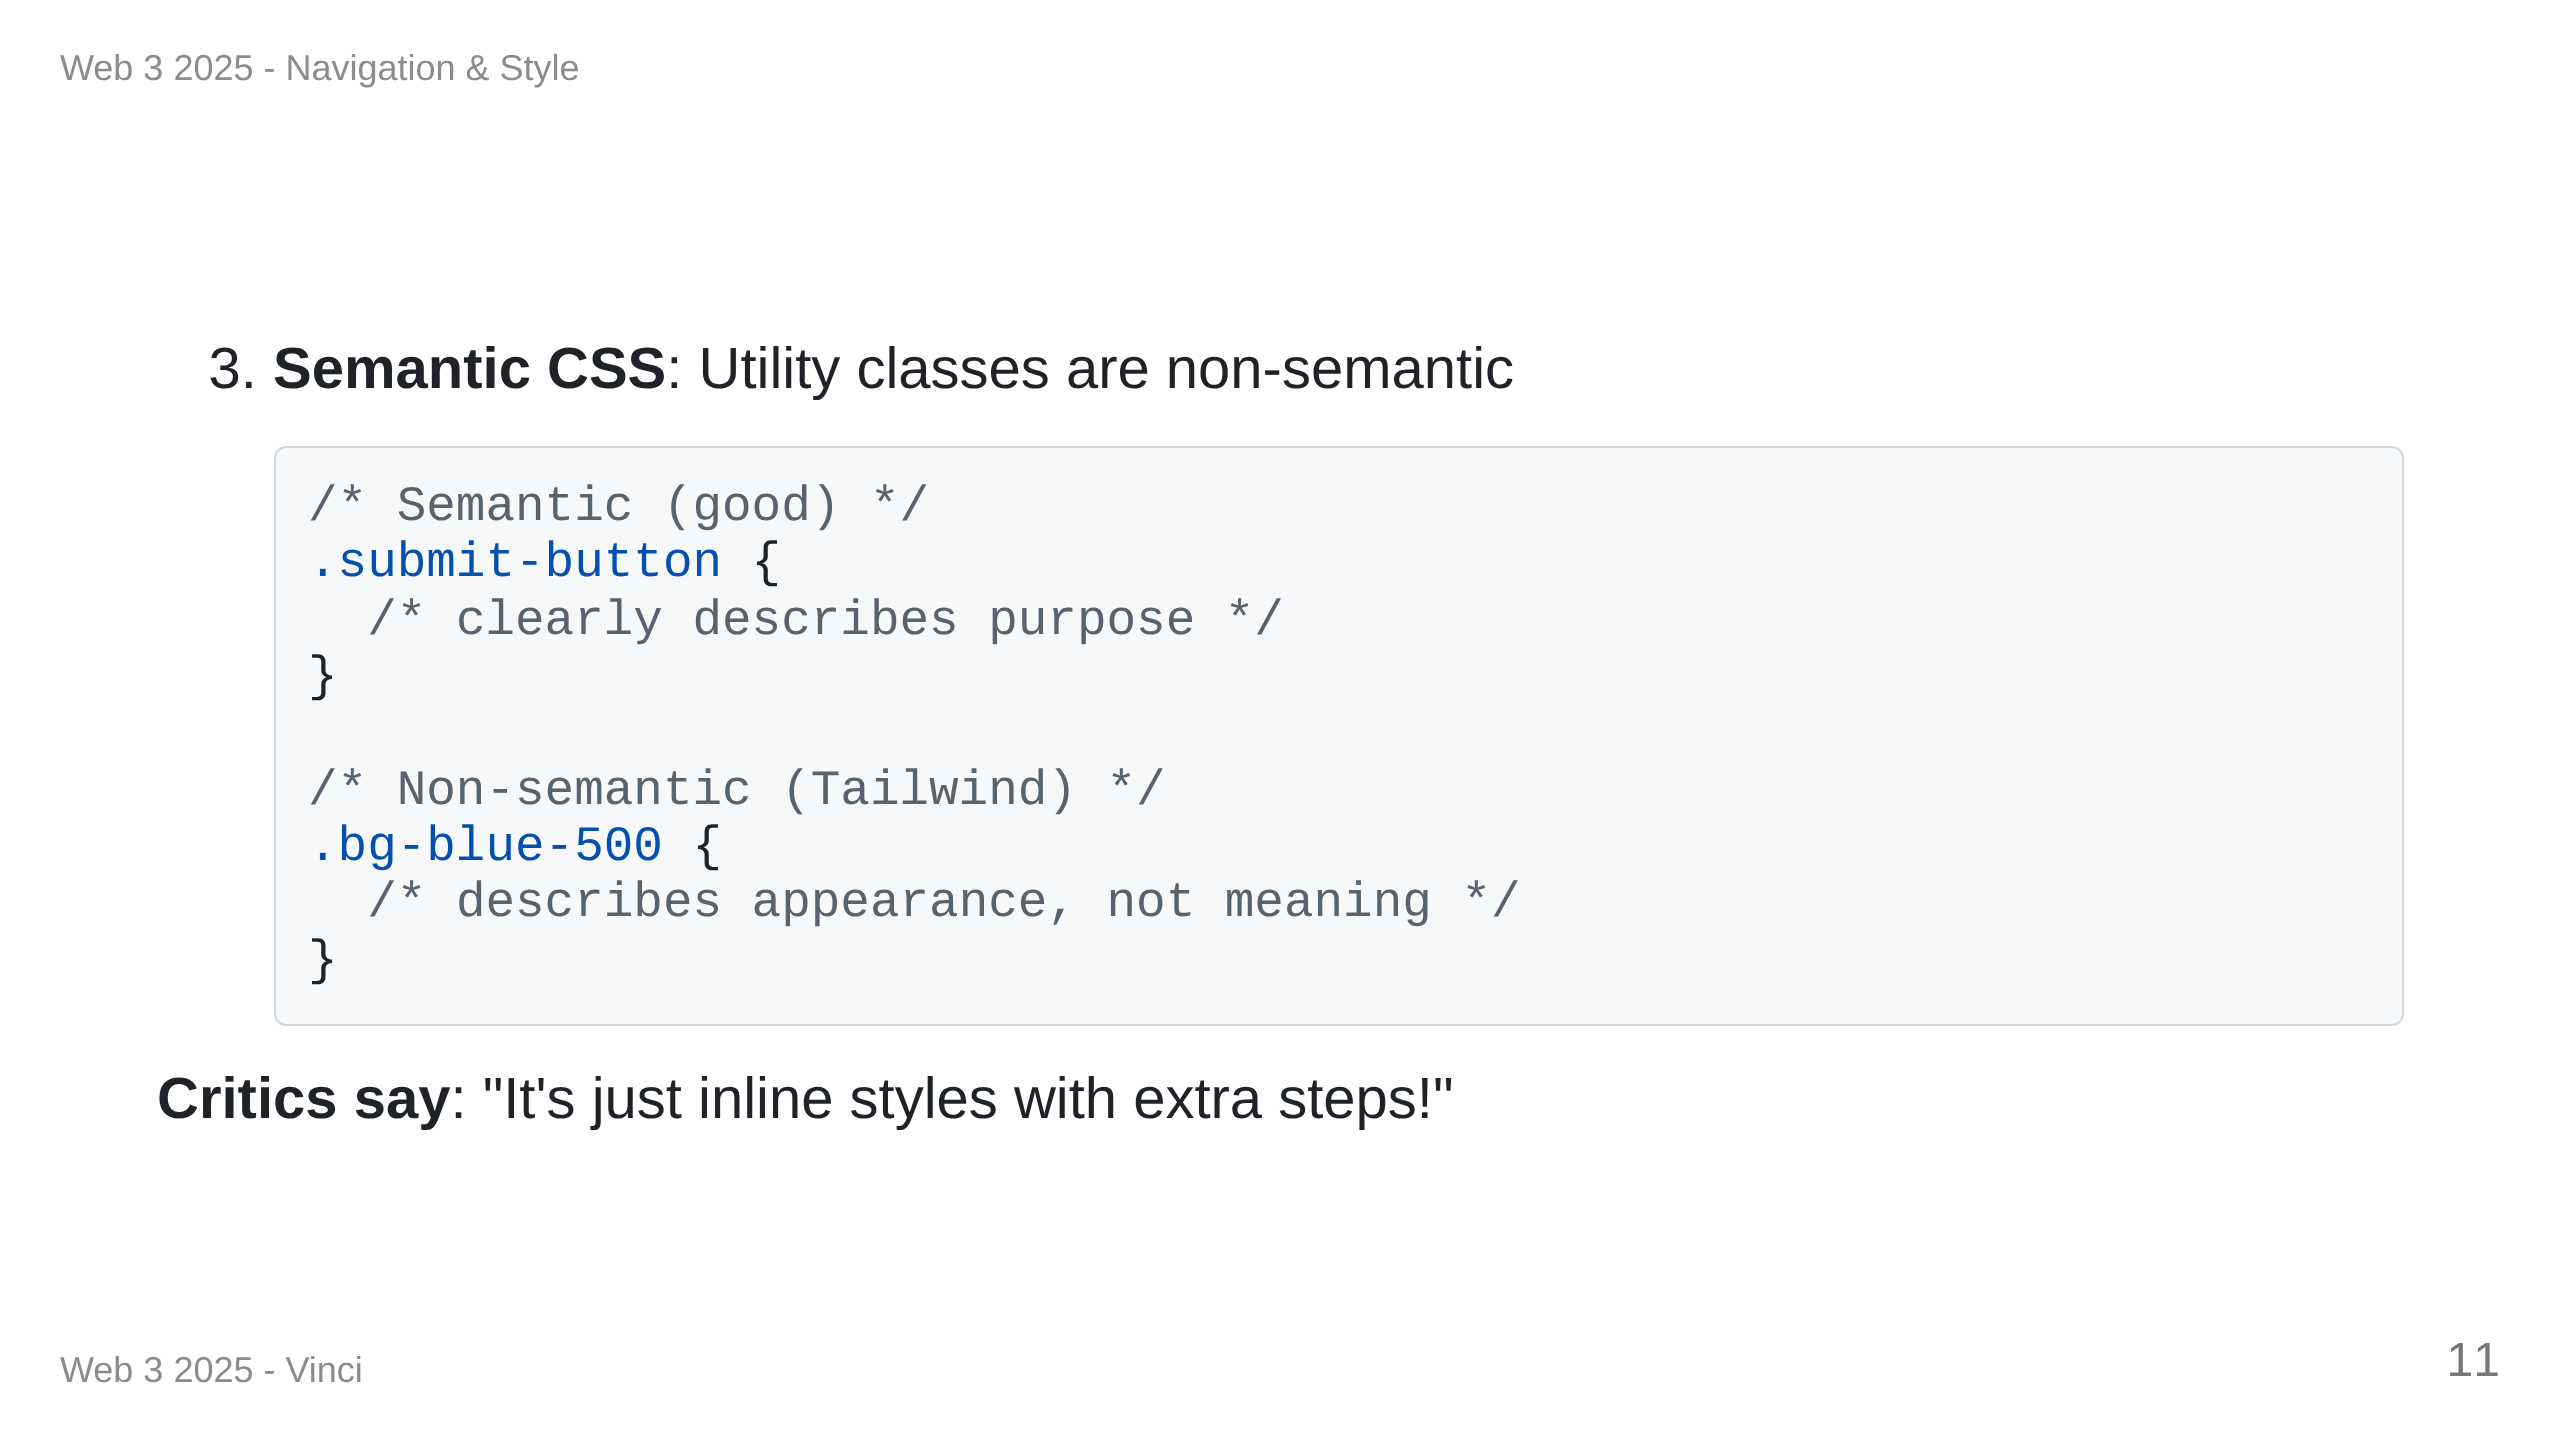 Web 3 2025 - Navigation & Style
3. Semantic CSS: Utility classes are non-semantic
/* Semantic (good) */
.submit-button {
  /* clearly describes purpose */
}

/* Non-semantic (Tailwind) */
.bg-blue-500 {
  /* describes appearance, not meaning */
}
Critics say: "It's just inline styles with extra steps!"
Web 3 2025 - Vinci
11